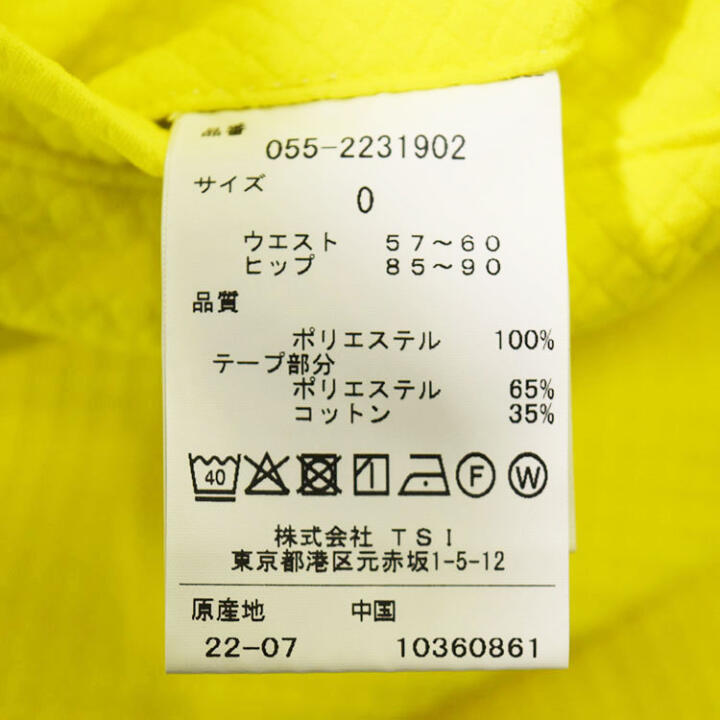 品番
055-2231902
サイズ
0
ウエスト 57～60
ヒップ 85～90
品質
ポリエステル 100%
テープ部分
ポリエステル 65%
コットン 35%
40 F W
株式会社 TSI
東京都港区元赤坂1-5-12
原産地 中国
22-07 10360861